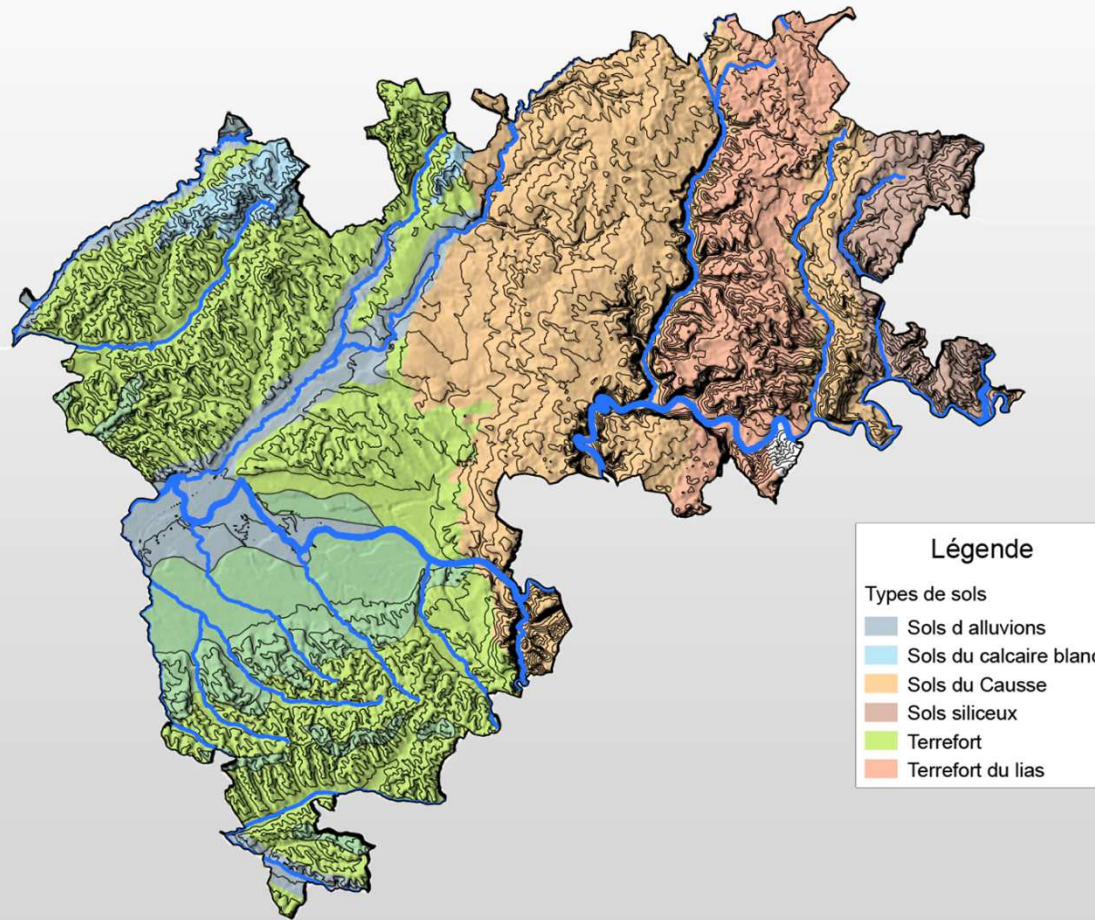 Légende
Types de sols
Sols d alluvions
Sols du calcaire blanc
Sols du Causse
Sols siliceux
Terrefort
Terrefort du lias